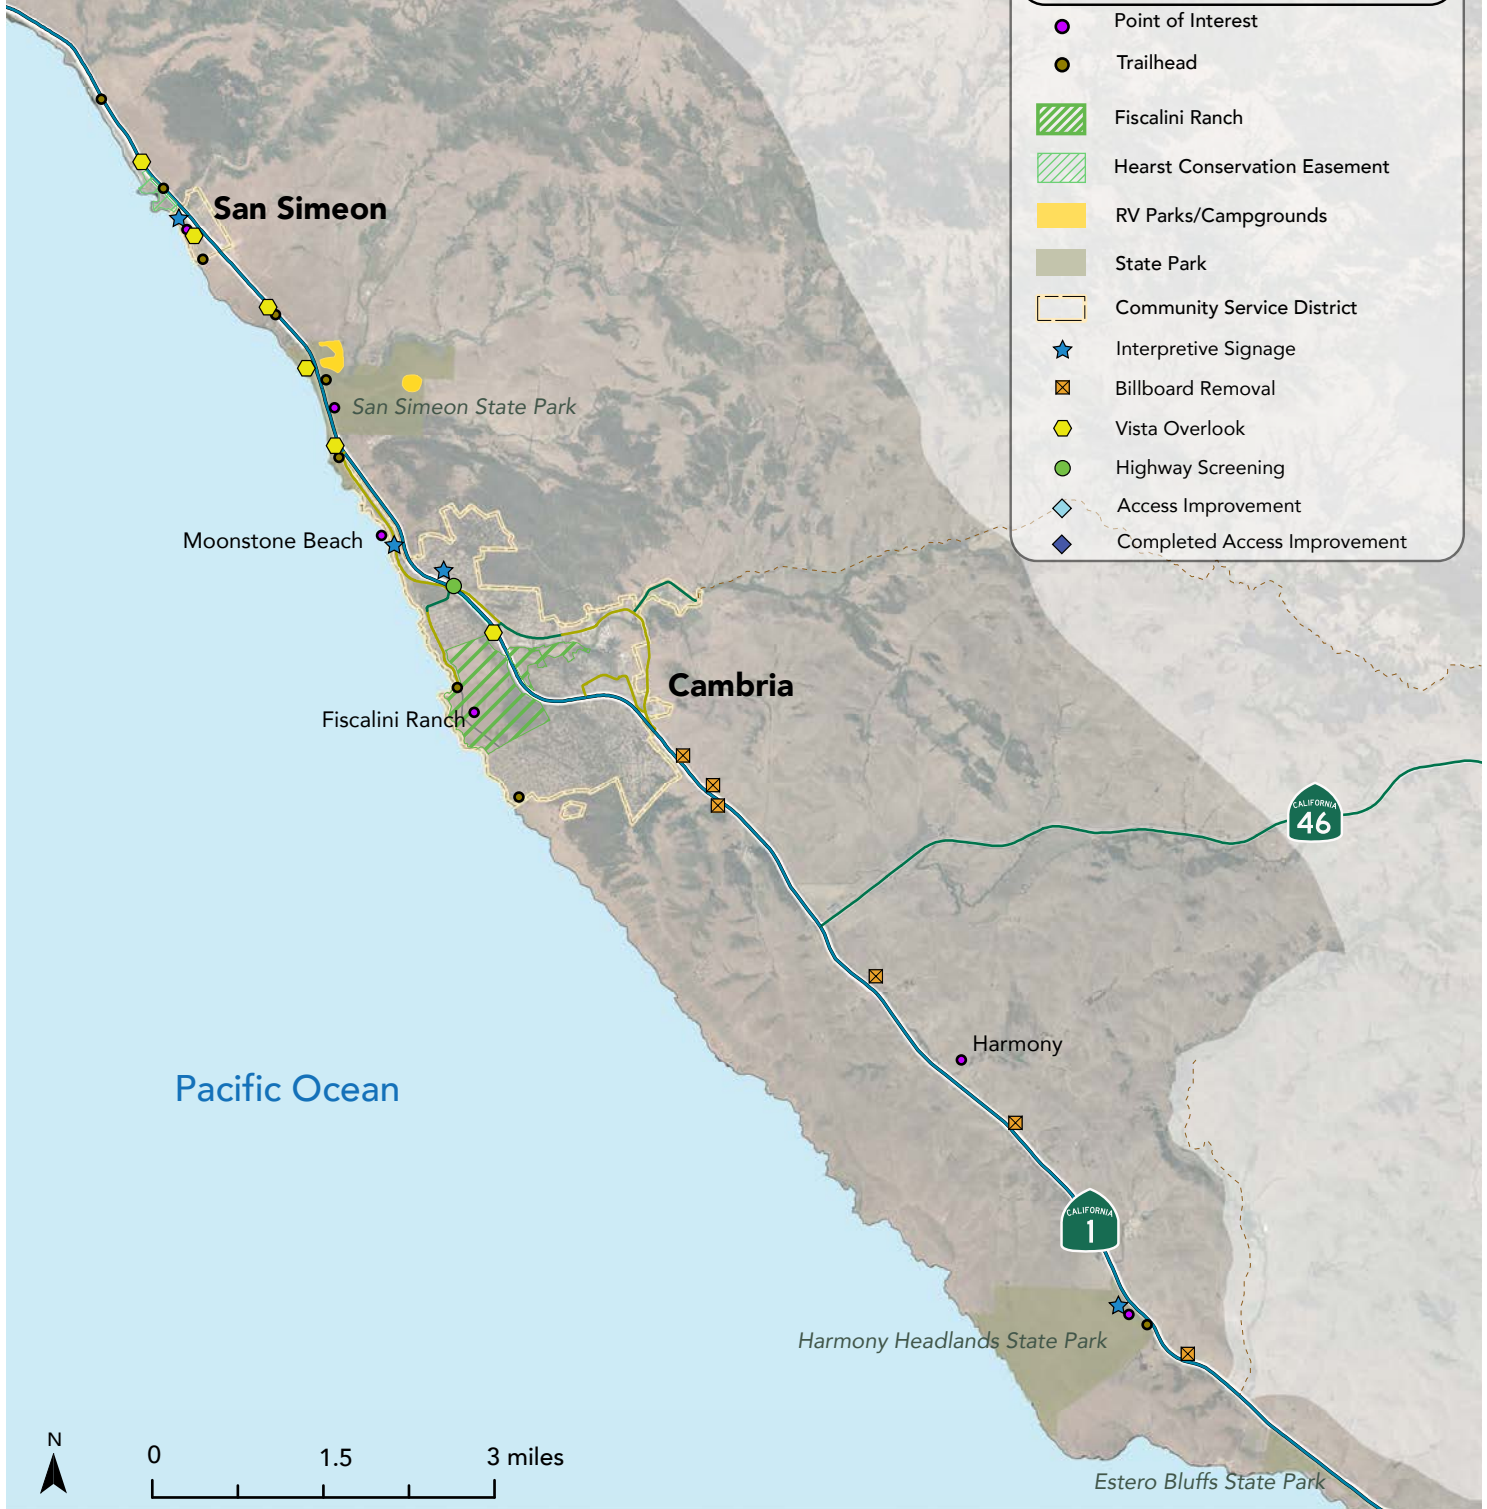 Point of Interest
Trailhead
Fiscalini Ranch
Hearst Conservation Easement
RV Parks/Campgrounds
State Park
Community Service District
Interpretive Signage
Billboard Removal
Vista Overlook
Highway Screening
Access Improvement
Completed Access Improvement
San Simeon
San Simeon State Park
Moonstone Beach
Cambria
Fiscalini Ranch
CALIFORNIA
46
Harmony
Pacific Ocean
CALIFORNIA
1
Harmony Headlands State Park
N
0 1.5 3 miles
Estero Bluffs State Park